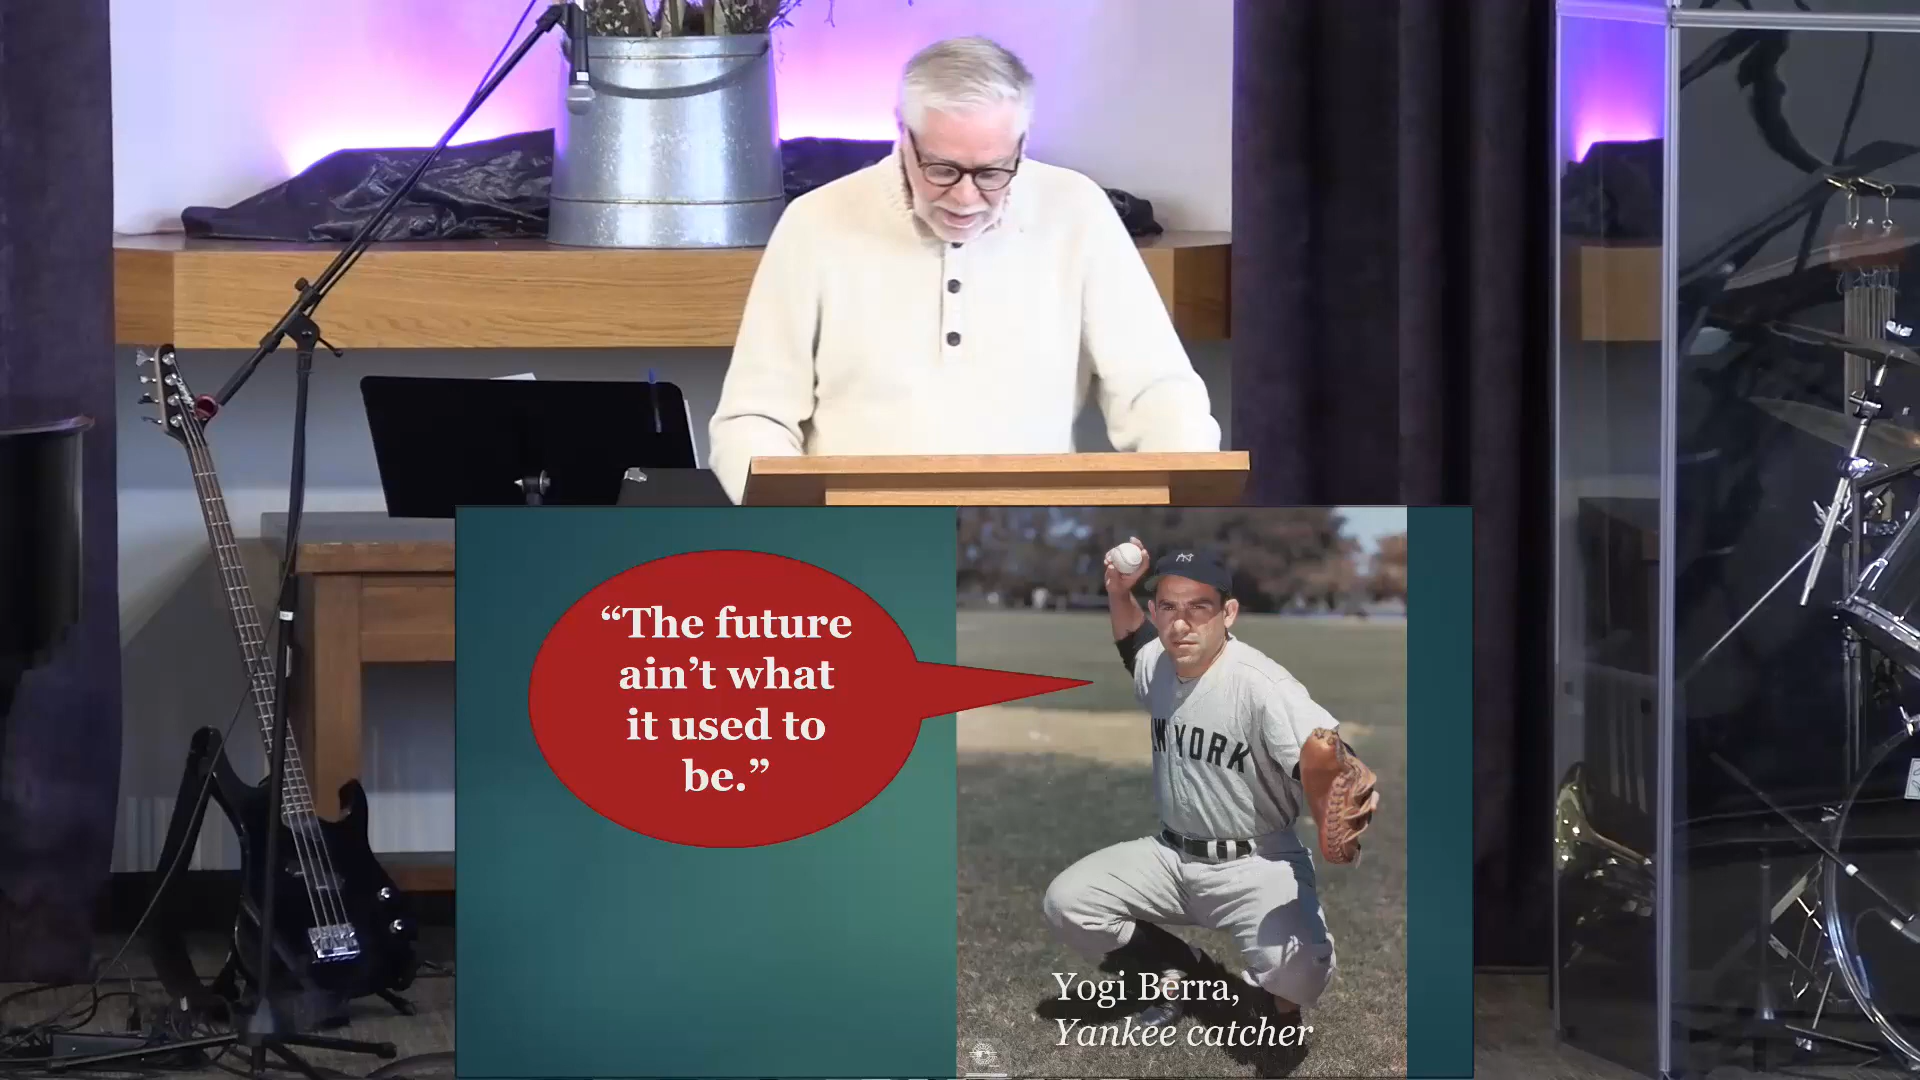 “The future
ain’t what
it used to
be.”
YORK
Yogi Berra,
Yankee catcher